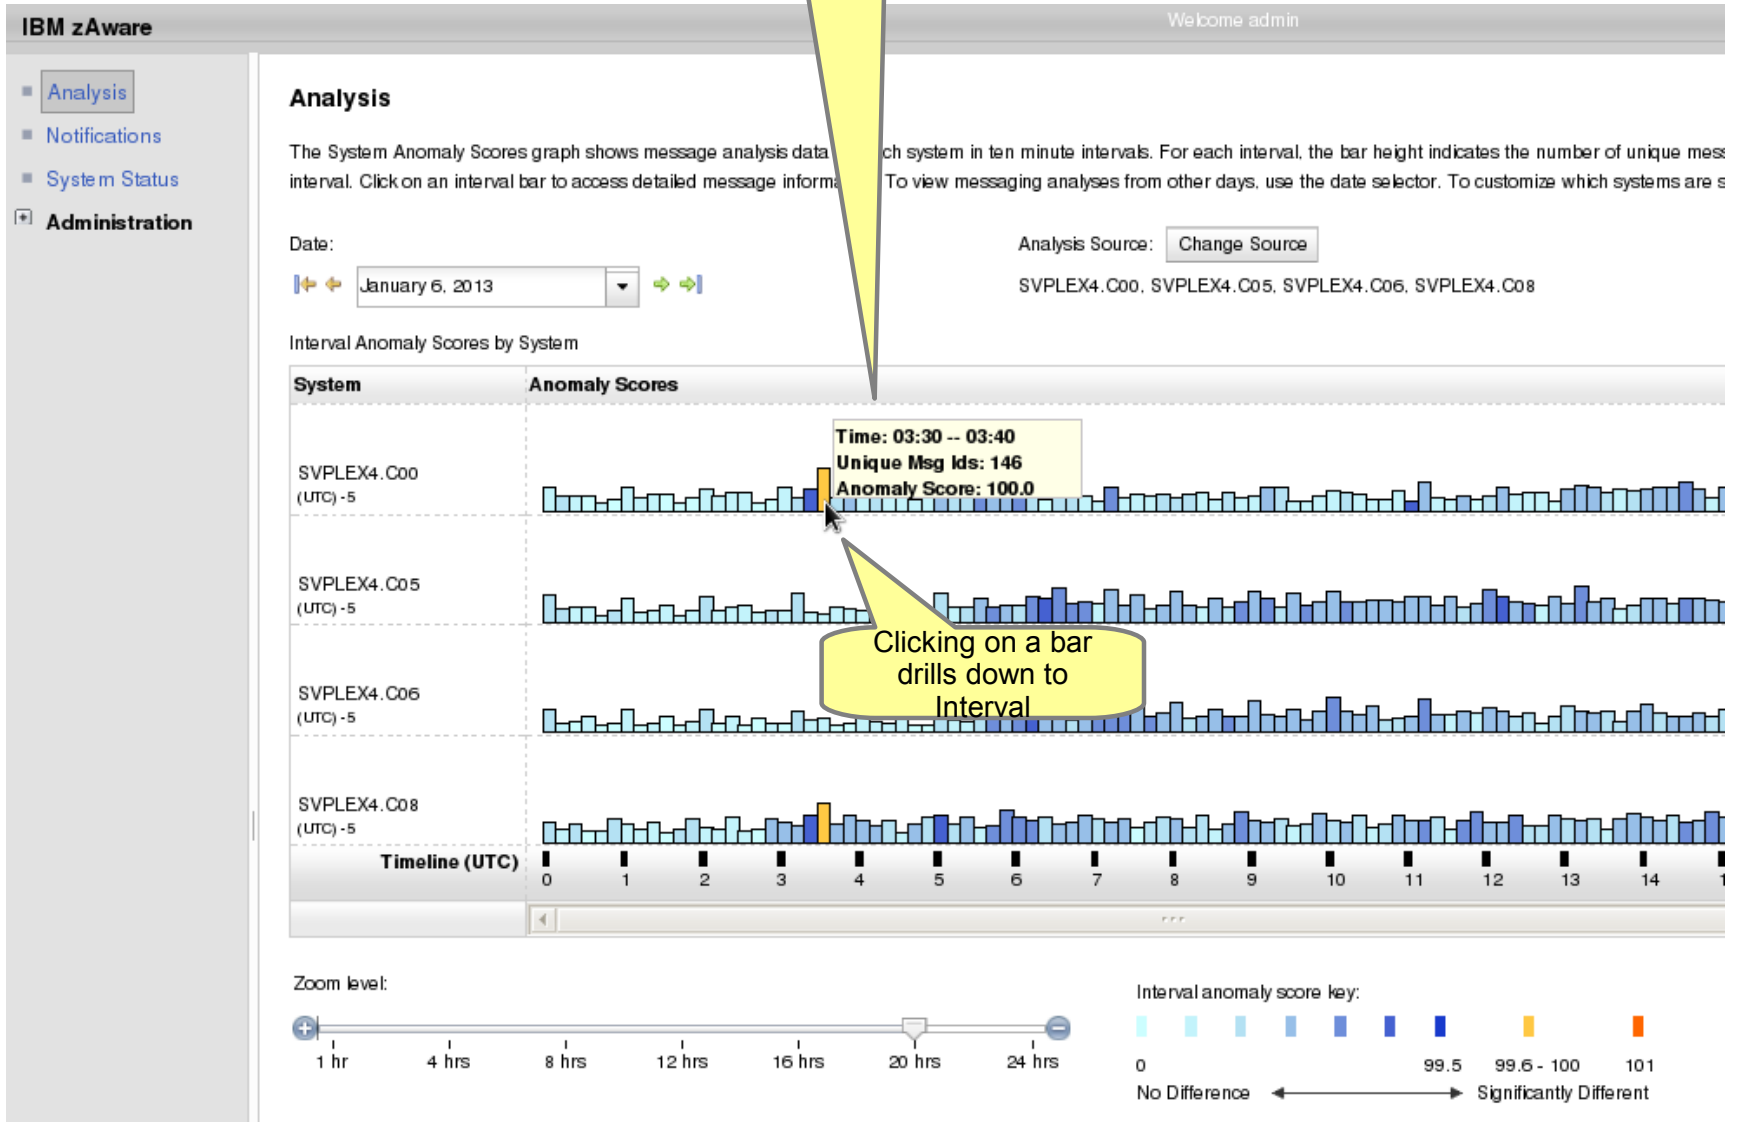 IBM zAware
Welcome admin
Analysis
Notifications
System Status
Administration
Analysis
The System Anomaly Scores graph shows message analysis data ch system in ten minute intervals. For each interval, the bar height indicates the number of unique mess
interval. Click on an interval bar to access detailed message informa To view messaging analyses from other days, use the date selector. To customize which systems are s
Date:
Analysis Source: Change Source
January 6, 2013
SVPLEX4.C00, SVPLEX4.C05, SVPLEX4.C06, SVPLEX4.C08
Interval Anomaly Scores by System
System Anomaly Scores
Time: 03:30 -- 03:40
Unique Msg Ids: 146
Anomaly Score: 100.0
SVPLEX4.C00
(UTC) -5
SVPLEX4.C05
(UTC) -5
Clicking on a bar
drills down to
Interval
SVPLEX4.C06
(UTC) -5
SVPLEX4.C08
(UTC) -5
Timeline (UTC)
0 1 2 3 4 5 6 7 8 9 10 11 12 13 14 1
Zoom level:
1 hr 4 hrs 8 hrs 12 hrs 16 hrs 20 hrs 24 hrs
Interval anomaly score key:
0 99.5 99.6 - 100 101
No Difference Significantly Different